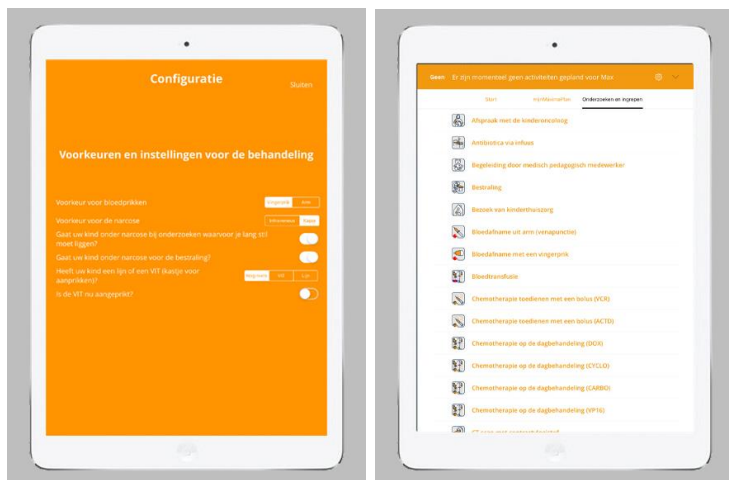 Configuratie
Sluiten
Voorkeuren en instellingen voor de behandeling
Voorkeur voor bloedprikken
Voorkeur voor de narcose
Gaat uw kind onder narcose bij onderzoeken waarvoor je lang stil
moet liggen?
Gaat uw kind onder narcose voor de bestraling?
Heeft uw kind een lijn of een VIT (kastje voor
aanprikken)?
Is de VIT nu aangeprikt?
Geen Er zijn momenteel geen activiteiten gepland voor Max
Start
Onderzoeken en ingrepen
Afspraak met de kinderoncoloog
Antibiotica via infuus
Begeleiding door medisch pedagogisch medewerker
Bestraling
Bezoek van kinderthuiszorg
Bloedafname uit arm (venapunctie)
Bloedafname met een vingerprik
Bloedtransfusie
Chemotherapie toedienen met een bolus (VCR)
Chemotherapie toedienen met een bolus (ACTD)
Chemotherapie op de dagbehandeling (DOX)
Chemotherapie op de dagbehandeling (CYCLO)
Chemotherapie op de dagbehandeling (CARBO)
Chemotherapie op de dagbehandeling (VP16)